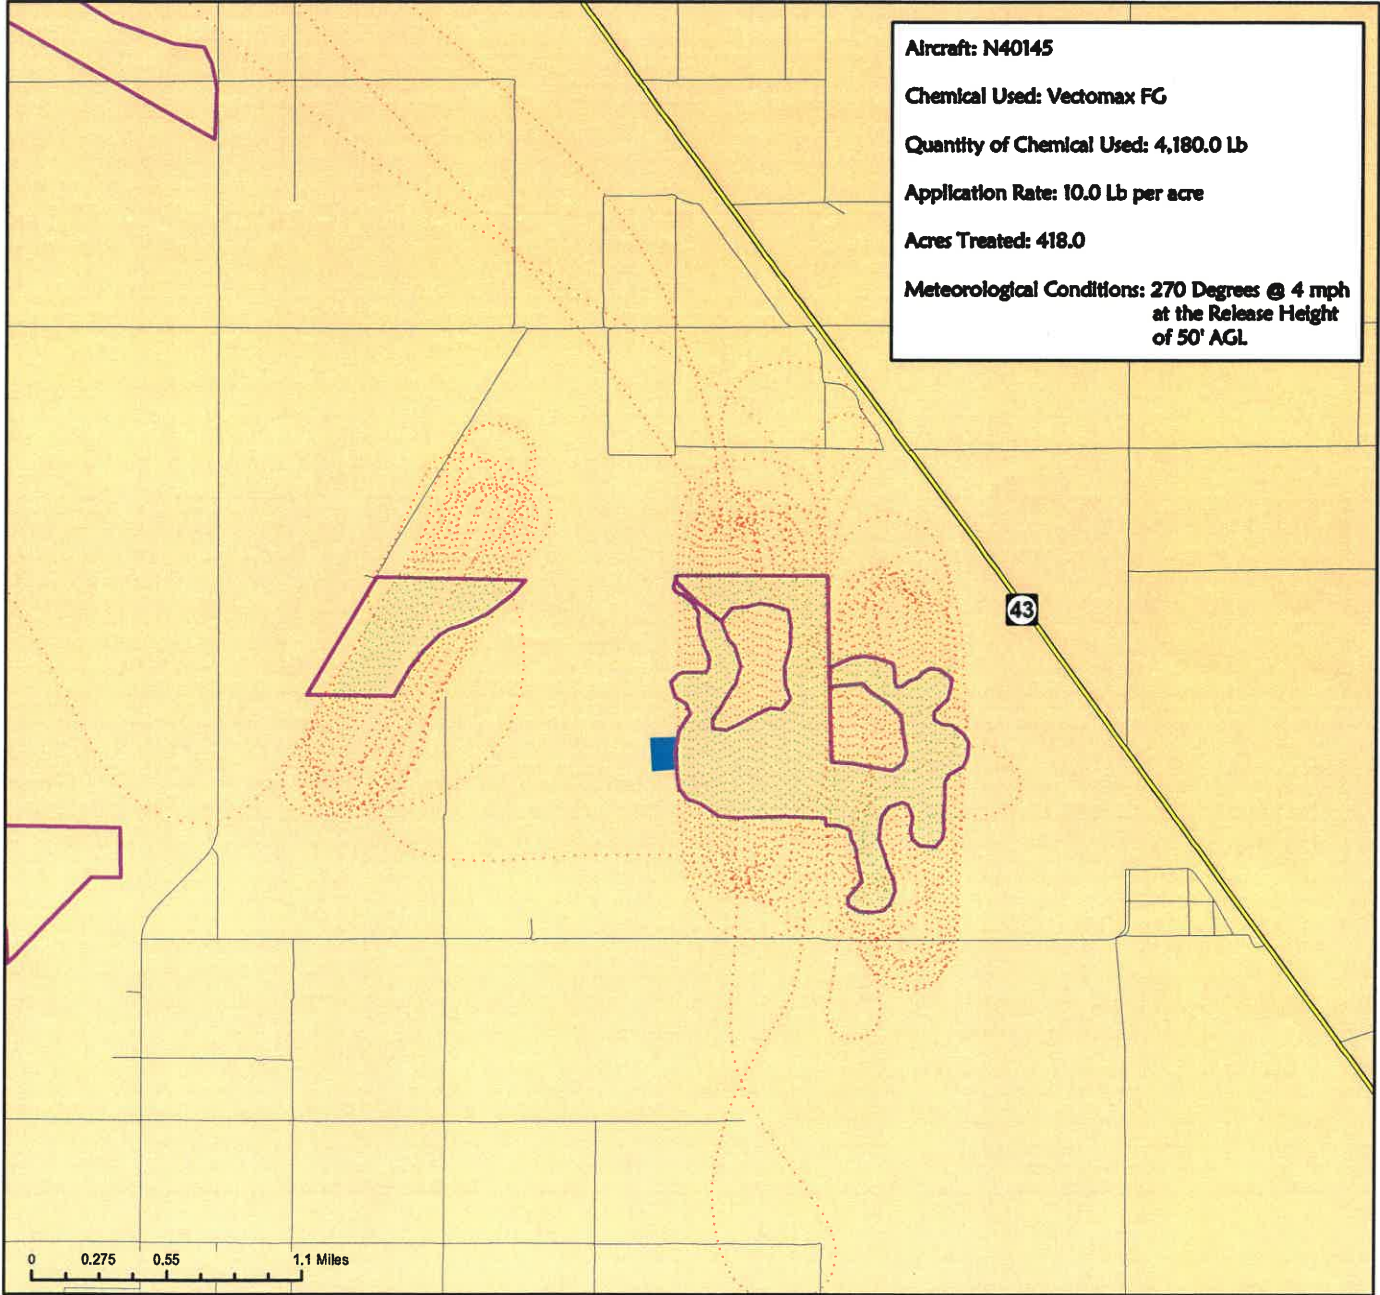 Aircraft: N40145
Chemical Used: Vectomax FG
Quantity of Chemical Used: 4,180.0 Lb
Application Rate: 10.0 Lb per acre
Acres Treated: 418.0
Meteorological Conditions: 270 Degrees @ 4 mph
at the Release Height
of 50' AGL
43
0 0.275 0.55 1.1 Miles